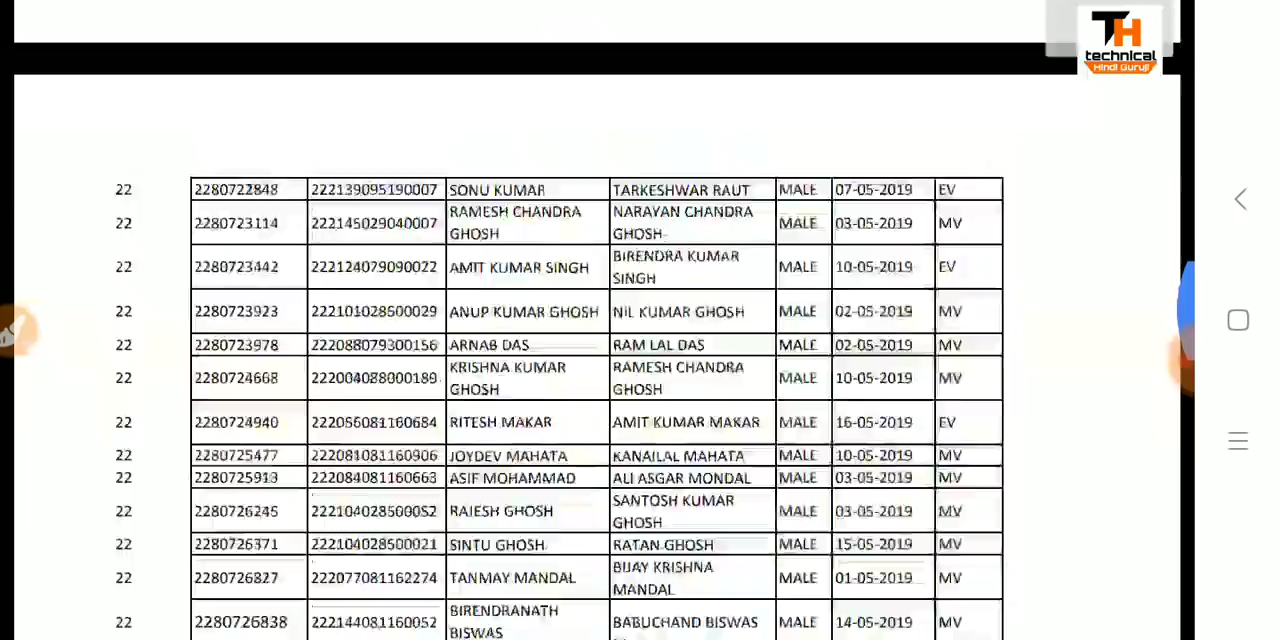 TH
technical
Hindi Guruji
22 2280722848 222139095190007 SONU KUMAR TARKESHWAR RAUT MALE 07-05-2019 EV
RAMESH CHANDRA NARAYAN CHANDRA
22 2280723114 222145029040007 MALE 03-05-2019 MV
GHOSH GHOSH
BIRENDRA KUMAR
22 2280723442 222124079090022 AMIT KUMAR SINGH MALE 10-05-2019 EV
SINGH
22 2280723923 222101028600029 ANUP KUMAR GHOSH NIL KUMAR GHOSH MALE 02-05-2019 MV
22 2280723978 222088079300156 ARNAB DAS RAM LAL DAS MALE 02-05-2019 MV
KRISHNA KUMAR RAMESH CHANDRA
22 2280724668 222004088000189 MALE 10-05-2019 MV
GHOSH GHOSH
22 2280724940 222056081160684 RITESH MAKAR AMIT KUMAR MAKAR MALE 16-05-2019 EV
22 2280725477 222081081160906 JOYDEV MAHATA KANAILAL MAHATA MALE 10-05-2019 MV
22 2280725913 222084081160663 ASIF MOHAMMAD ALI ASGAR MONDAL MALE 03-05-2019 MV
SANTOSH KUMAR
22 2280726245 222104028500052 RAJESH GHOSH MALE 03-05-2019 MV
GHOSH
22 2280726371 222104028500021 SINTU GHOSH RATAN GHOSH MALE 15-05-2019 MV
BIJAY KRISHNA
22 2280726827 222077081162274 TANMAY MANDAL MALE 01-05-2019 MV
MANDAL
BIRENDRANATH
22 2280726838 222144081160052 BABUCHAND BISWAS MALE 14-05-2019 MV
BISWAS